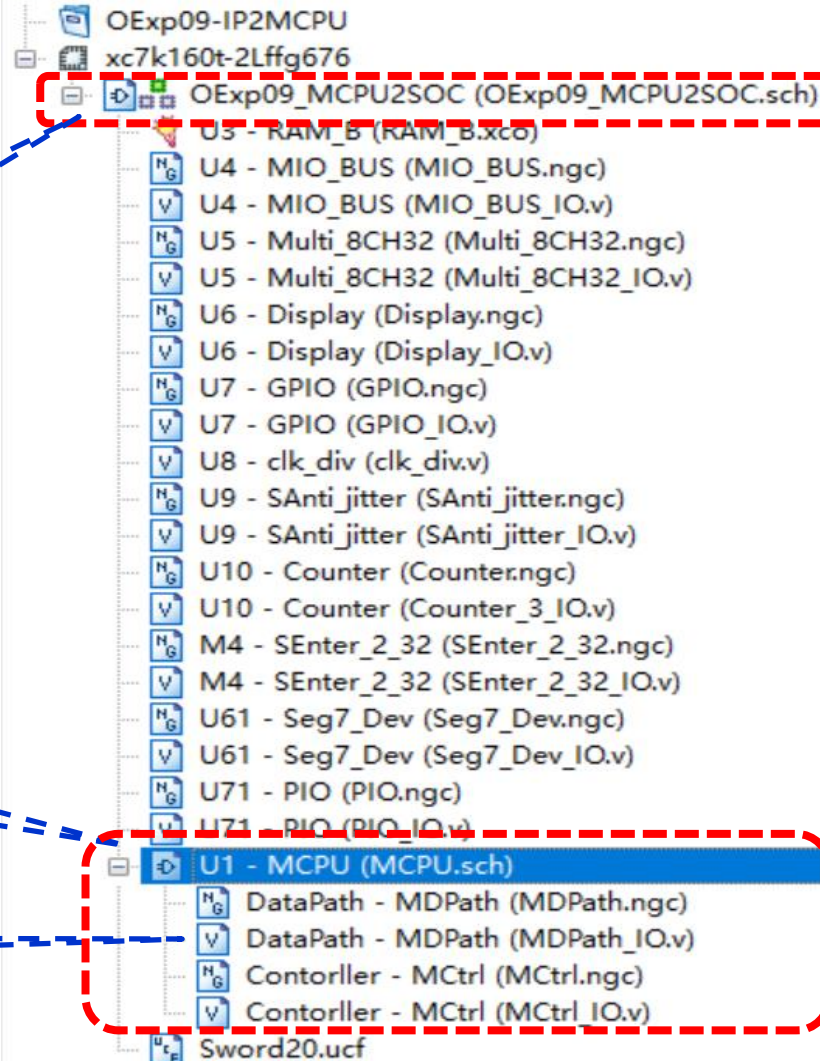 OExp09-IP2MCPU
xc7k160t-2Lffg676
OExp09_MCPU2SOC (OExp09_MCPU2SOC.sch)
U3 - RAM_B (RAM_B.xco)
U4 - MIO_BUS (MIO_BUS.ngc)
U4 - MIO_BUS (MIO_BUS_IO.v)
U5 - Multi_8CH32 (Multi_8CH32.ngc)
U5 - Multi_8CH32 (Multi_8CH32_IO.v)
U6 - Display (Display.ngc)
U6 - Display (Display_IO.v)
U7 - GPIO (GPIO.ngc)
U7 - GPIO (GPIO_IO.v)
U8 - clk_div (clk_div.v)
U9 - SAnti_jitter (SAnti_jitter.ngc)
U9 - SAnti_jitter (SAnti_jitter_IO.v)
U10 - Counter (Counter.ngc)
U10 - Counter (Counter_3_IO.v)
M4 - SEnter_2_32 (SEnter_2_32.ngc)
M4 - SEnter_2_32 (SEnter_2_32_IO.v)
U61 - Seg7_Dev (Seg7_Dev.ngc)
U61 - Seg7_Dev (Seg7_Dev_IO.v)
U71 - PIO (PIO.ngc)
U71 - PIO (PIO_IO.v)
U1 - MCPU (MCPU.sch)
DataPath - MDPath (MDPath.ngc)
DataPath - MDPath (MDPath_IO.v)
Contorller - MCtrl (MCtrl.ngc)
Contorller - MCtrl (MCtrl_IO.v)
Sword20.ucf